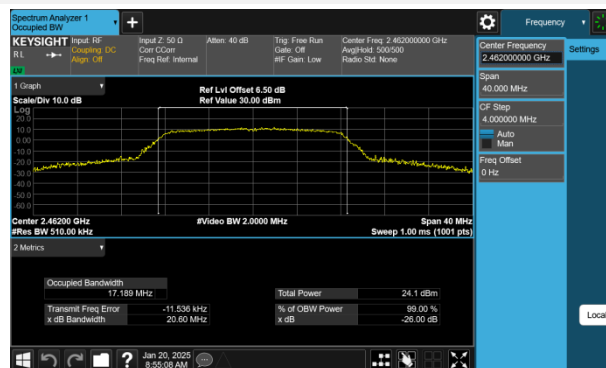 Spectrum Analyzer 1
Occupied BW
Frequency
KEYSIGHT
Input: RF
Input Z: 50 Ω
Atten: 40 dB
Trig: Free Run
Center Freq: 2.462000000 GHz
RL
Coupling: DC
Corr CCorr
Gate: Off
Avg|Hold: 500/500
Align: Off
Freq Ref: Internal
#IF Gain: Low
Radio Std: None
LW
Center Frequency
2.462000000 GHz
Settings
Span
40.000 MHz
CF Step
4.000000 MHz
Auto
Man
Freq Offset
0 Hz
1 Graph
Ref Lvl Offset 6.50 dB
Scale/Div 10.0 dB
Ref Value 30.00 dBm
Log
20.0
10.0
0.00
-10.0
-20.0
-30.0
-40.0
-50.0
-60.0
Center 2.46200 GHz
#Video BW 2.0000 MHz
Span 40 MHz
#Res BW 510.00 kHz
Sweep 1.00 ms (1001 pts)
2 Metrics
Occupied Bandwidth
17.189 MHz
Total Power
24.1 dBm
Transmit Freq Error
-11.536 kHz
% of OBW Power
99.00 %
x dB Bandwidth
20.60 MHz
x dB
-26.00 dB
Local
Jan 20, 2025
8:55:08 AM